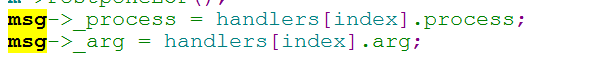 msg->_process = handlers[index].process;
msg->_arg = handlers[index].arg;